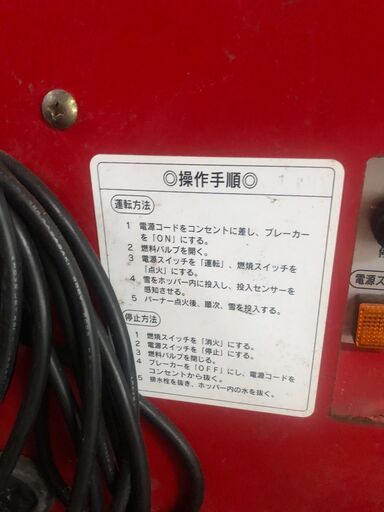 ◎操作手順◎
運転方法
1 電源コードをコンセントに差し、ブレーカー
を「ON」にする。
2 燃料バルブを開く。
3 電源スイッチを「運転」、燃焼スイッチを
「点火」にする。
4 雪をホッパー内に投入し、投入センサーを
感知させる。
5 バーナー点火後、順次、雪を投入する。
停止方法
1 燃焼スイッチを「消火」にする。
2 電源スイッチを「停止」にする。
3 燃料バルブを閉じる。
4 ブレーカーを「OFF」にし、電源コードを
コンセントから抜く。
5 排水栓を抜き、ホッパー内の水を抜く。
停
電源ス